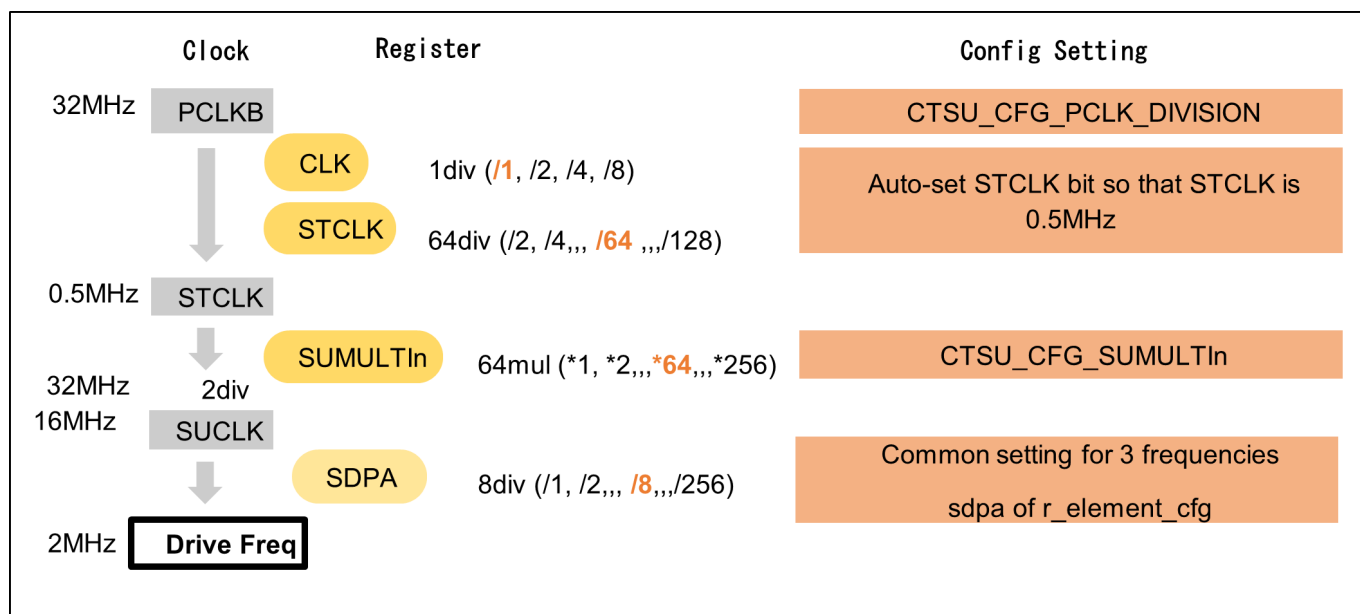 Clock
Register
Config Setting
32MHz
PCLKB
CTSU_CFG_PCLK_DIVISION
CLK
1div (/1, /2, /4, /8)
Auto-set STCLK bit so that STCLK is
0.5MHz
STCLK
64div (/2, /4,,, /64 ,,,/128)
0.5MHz
STCLK
SUMULTIn
64mul (*1, *2,,,*64,,,*256)
CTSU_CFG_SUMULTIn
32MHz
2div
16MHz
SUCLK
SDPA
8div (/1, /2,,, /8,,,/256)
Common setting for 3 frequencies
sdpa of r_element_cfg
2MHz
Drive Freq